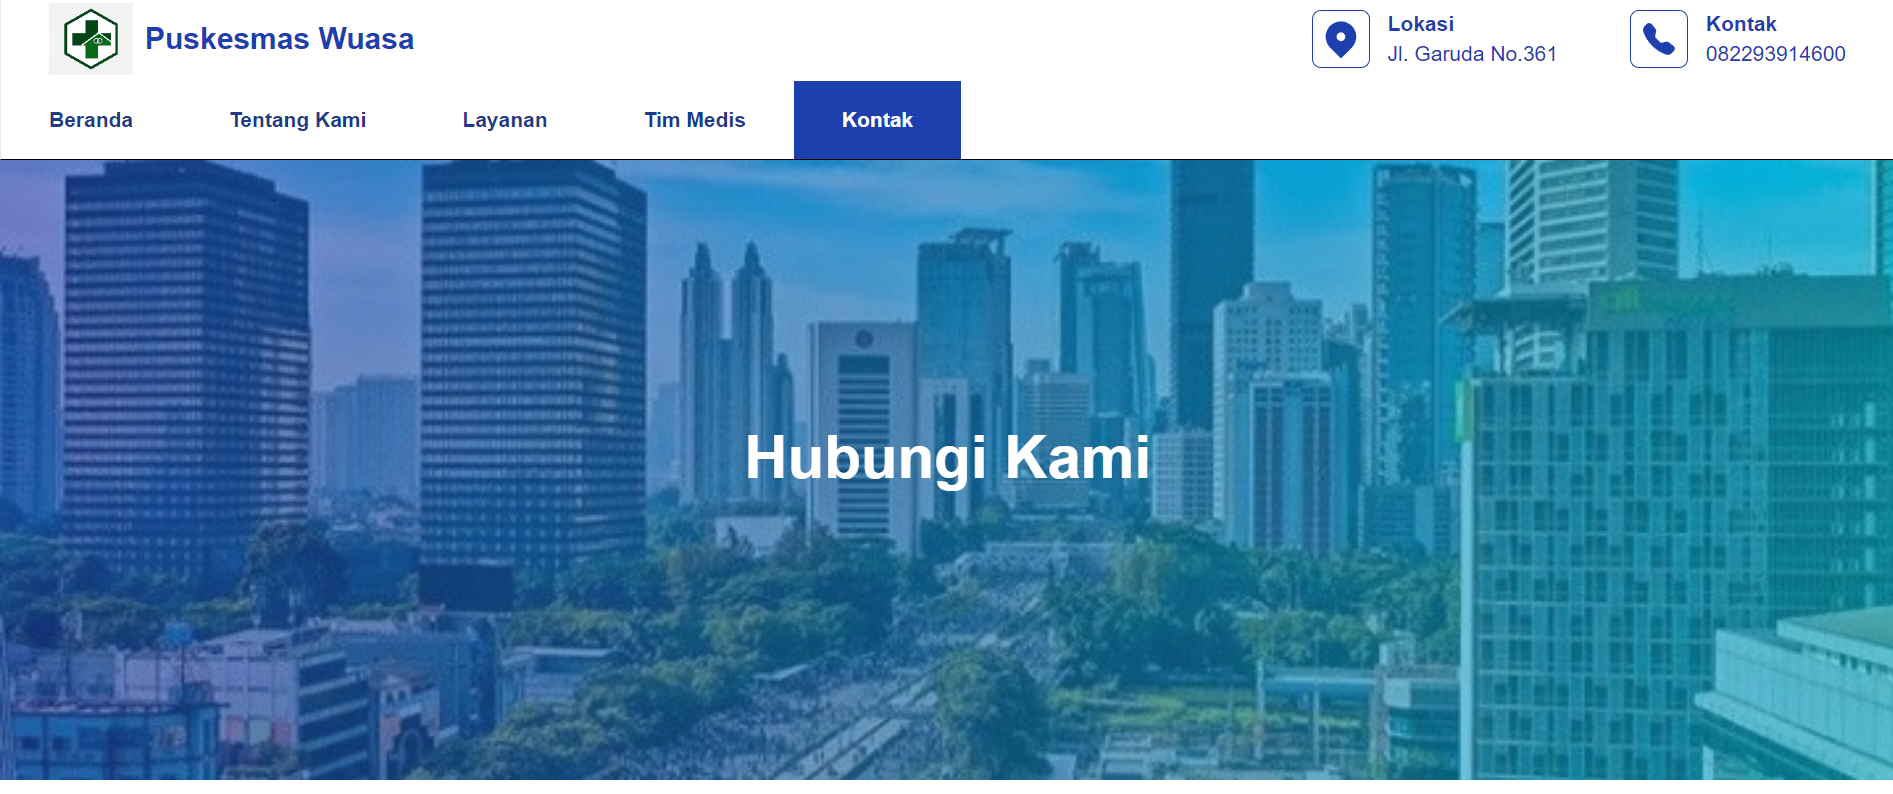 Puskesmas Wuasa
Lokasi
Jl. Garuda No.361
Kontak
082293914600
Beranda
Tentang Kami
Layanan
Tim Medis
Kontak
Hubungi Kami